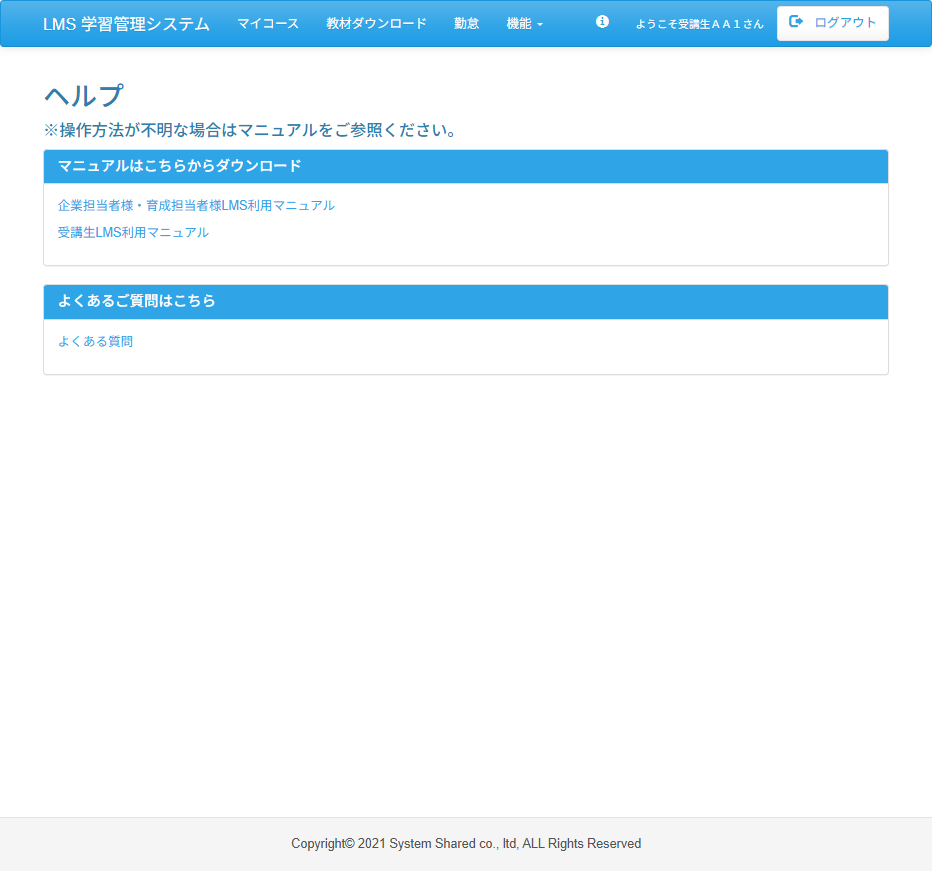 LMS 学習管理システム マイコース 教材ダウンロード 勤怠 機能 ようこそ受講生ＡＡ１さん ログアウト
ヘルプ
※操作方法が不明な場合はマニュアルをご参照ください。
マニュアルはこちらからダウンロード
企業担当者様・育成担当者様LMS利用マニュアル
受講生LMS利用マニュアル
よくあるご質問はこちら
よくある質問
Copyright© 2021 System Shared co., ltd, ALL Rights Reserved